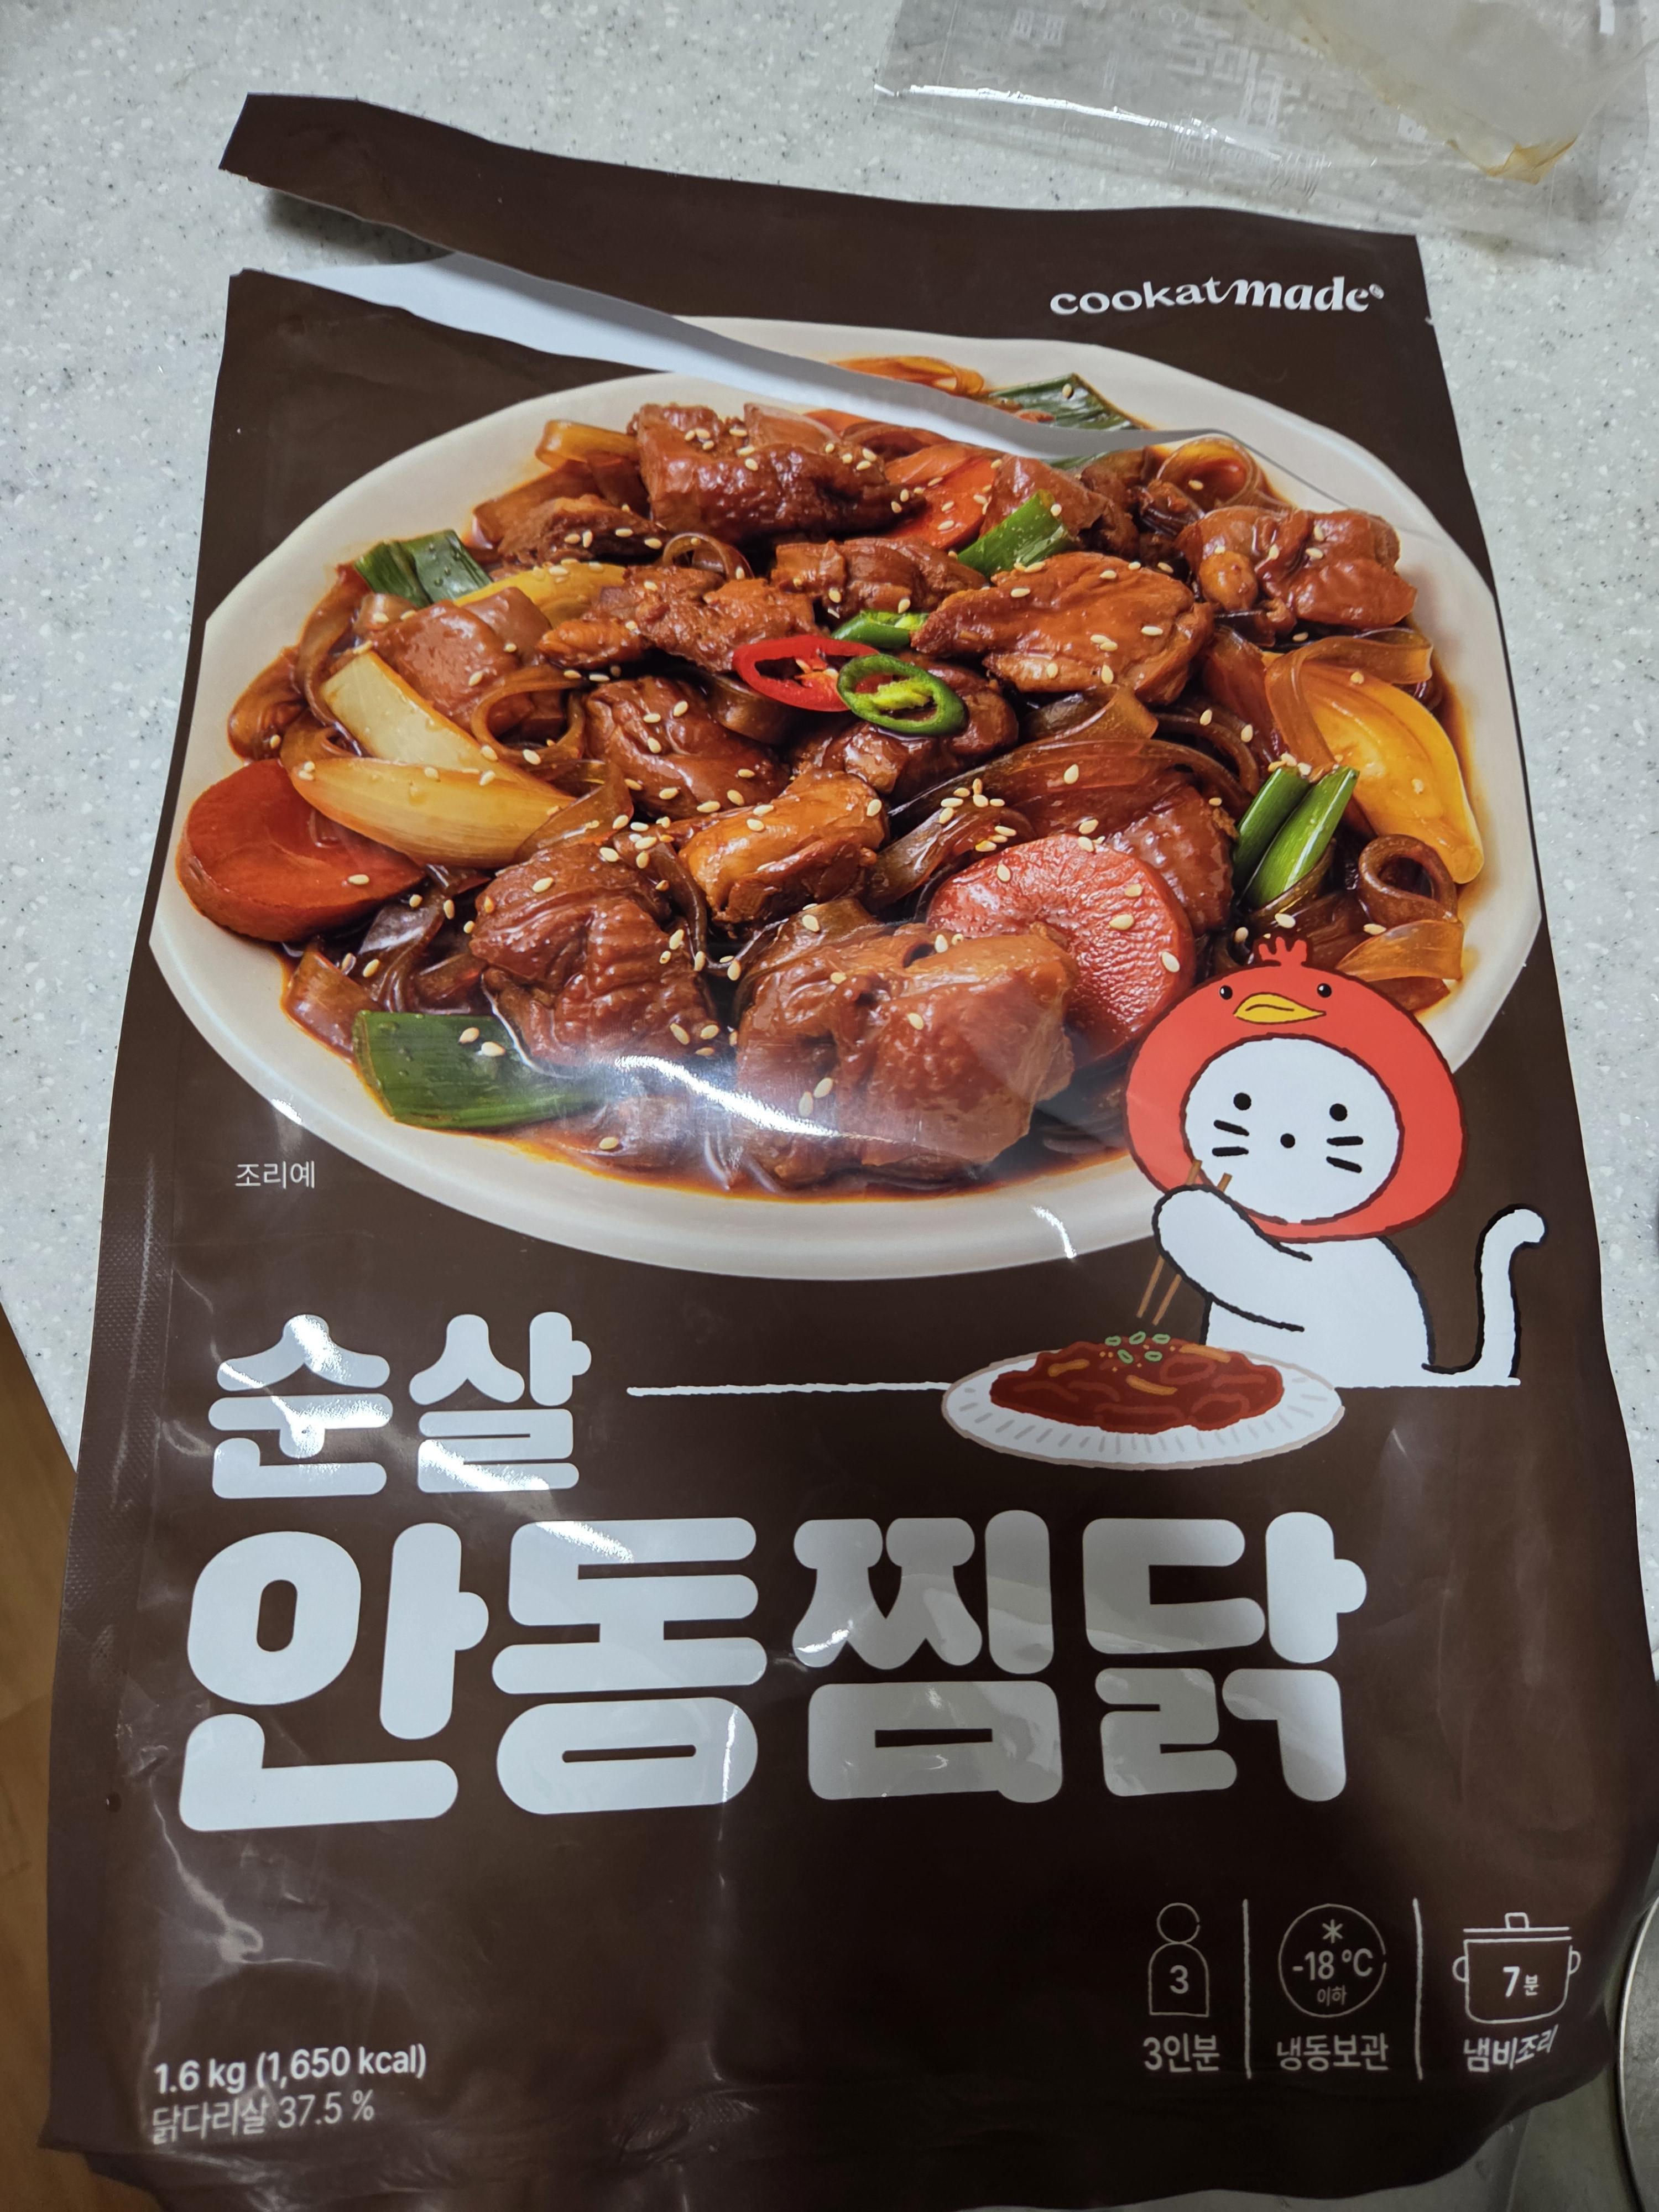 cookatmade
조리예
순살
안동찜닭
3
-18 ℃
이하
7분
3인분
냉동보관
냄비조리
1.6 kg (1,650 kcal)
닭다리살 37.5 %